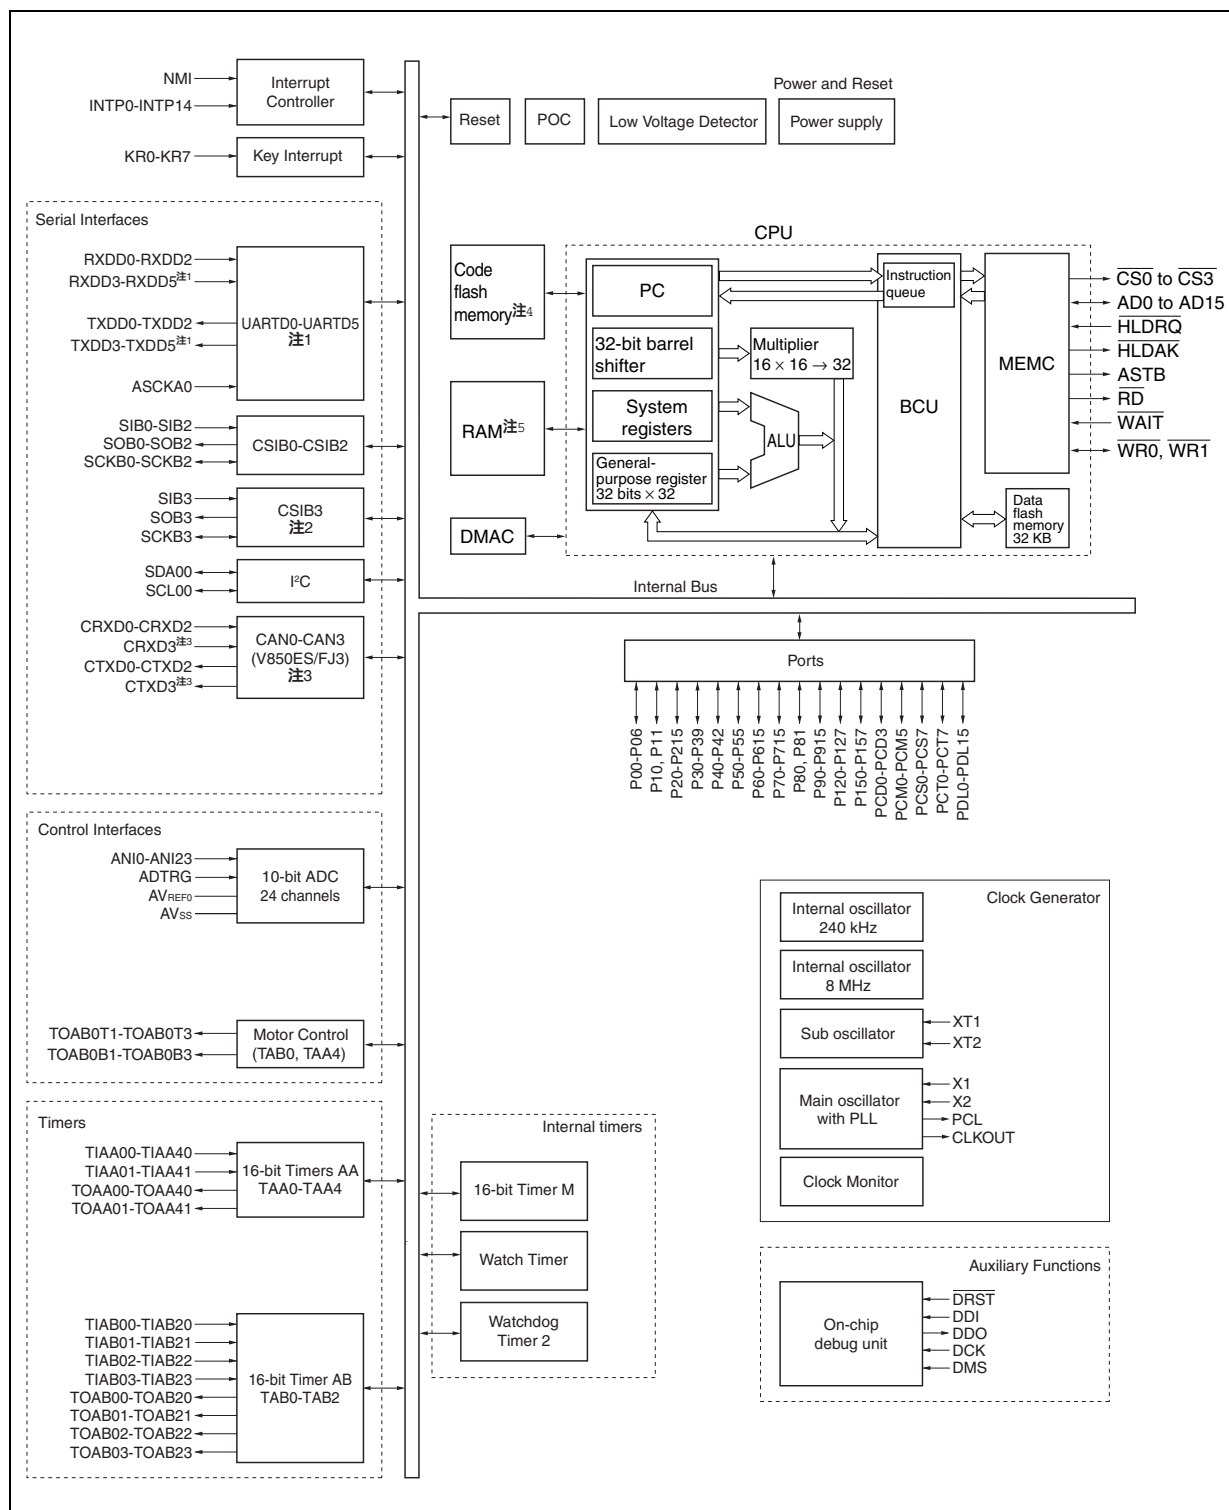 NMI
INTP0-INTP14
Interrupt
Controller
KR0-KR7
Key Interrupt
Power and Reset
Reset
POC
Low Voltage Detector
Power supply
Serial Interfaces
RXDD0-RXDD2
RXDD3-RXDD5注1
TXDD0-TXDD2
TXDD3-TXDD5注1
ASCKA0
UARTD0-UARTD5
注1
SIB0-SIB2
SOB0-SOB2
SCKB0-SCKB2
CSIB0-CSIB2
SIB3
SOB3
SCKB3
CSIB3
注2
SDA00
SCL00
I²C
CRXD0-CRXD2
CRXD3注3
CTXD0-CTXD2
CTXD3注3
CAN0-CAN3
(V850ES/FJ3)
注3
Code
flash
memory注4
RAM注5
DMAC
CPU
PC
32-bit barrel
shifter
System
registers
General-
purpose register
32 bits × 32
Multiplier
16 × 16 → 32
ALU
Instruction
queue
BCU
MEMC
Data
flash
memory
32 KB
C̅S̅0̅ to C̅S̅3̅
AD0 to AD15
H̅L̅D̅R̅Q̅
H̅L̅D̅A̅K̅
ASTB
R̅D̅
W̅A̅I̅T̅
W̅R̅0̅, W̅R̅1̅
Internal Bus
Ports
P00-P06
P10, P11
P20-P215
P30-P39
P40-P42
P50-P55
P60-P615
P70-P715
P80, P81
P90-P915
P120-P127
P150-P157
PCD0-PCD3
PCM0-PCM5
PCS0-PCS7
PCT0-PCT7
PDL0-PDL15
Control Interfaces
ANI0-ANI23
ADTRG
AVREF0
AVSS
10-bit ADC
24 channels
TOAB0T1-TOAB0T3
TOAB0B1-TOAB0B3
Motor Control
(TAB0, TAA4)
Clock Generator
Internal oscillator
240 kHz
Internal oscillator
8 MHz
Sub oscillator
XT1
XT2
Main oscillator
with PLL
X1
X2
PCL
CLKOUT
Clock Monitor
Timers
TIAA00-TIAA40
TIAA01-TIAA41
TOAA00-TOAA40
TOAA01-TOAA41
16-bit Timers AA
TAA0-TAA4
TIAB00-TIAB20
TIAB01-TIAB21
TIAB02-TIAB22
TIAB03-TIAB23
TOAB00-TOAB20
TOAB01-TOAB21
TOAB02-TOAB22
TOAB03-TOAB23
16-bit Timer AB
TAB0-TAB2
Internal timers
16-bit Timer M
Watch Timer
Watchdog
Timer 2
Auxiliary Functions
On-chip
debug unit
D̅R̅S̅T̅
DDI
DDO
DCK
DMS